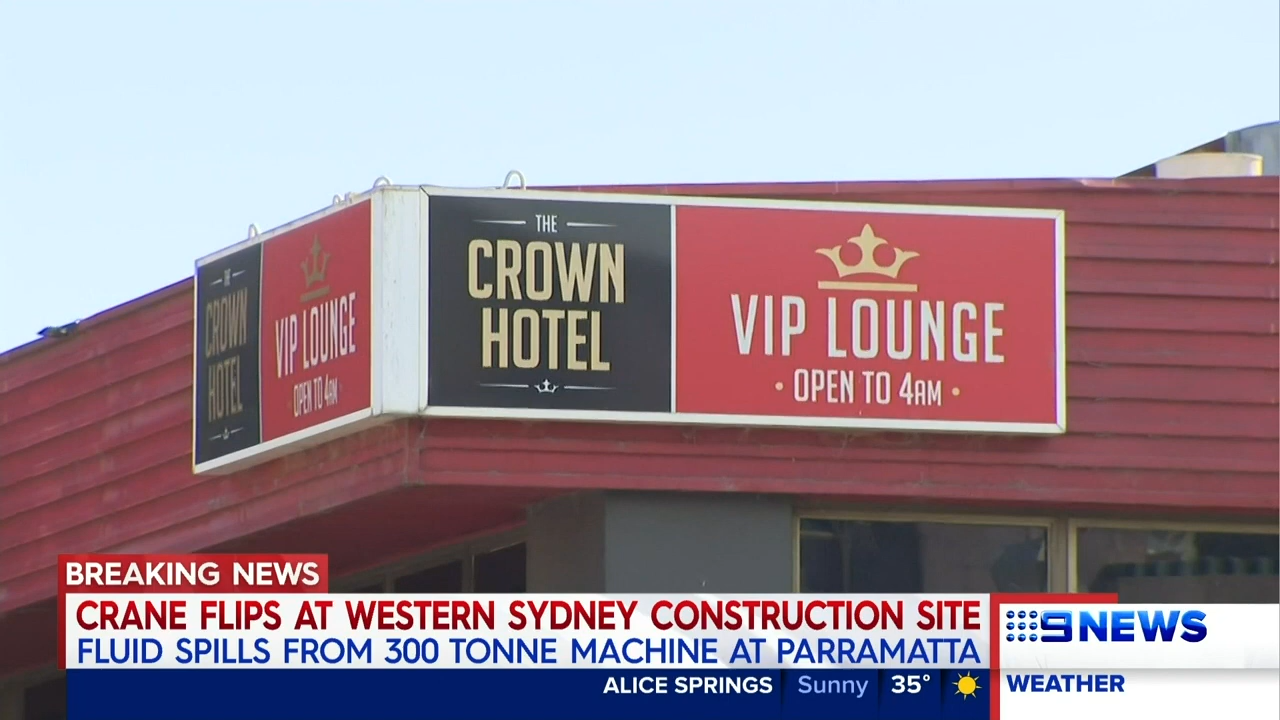 THE
CROWN
HOTEL
VIP LOUNGE
OPEN TO 4AM
THE
CROWN
HOTEL
VIP LOUNGE
• OPEN TO 4AM •
BREAKING NEWS
CRANE FLIPS AT WESTERN SYDNEY CONSTRUCTION SITE
FLUID SPILLS FROM 300 TONNE MACHINE AT PARRAMATTA
9NEWS
ALICE SPRINGS Sunny 35°
WEATHER